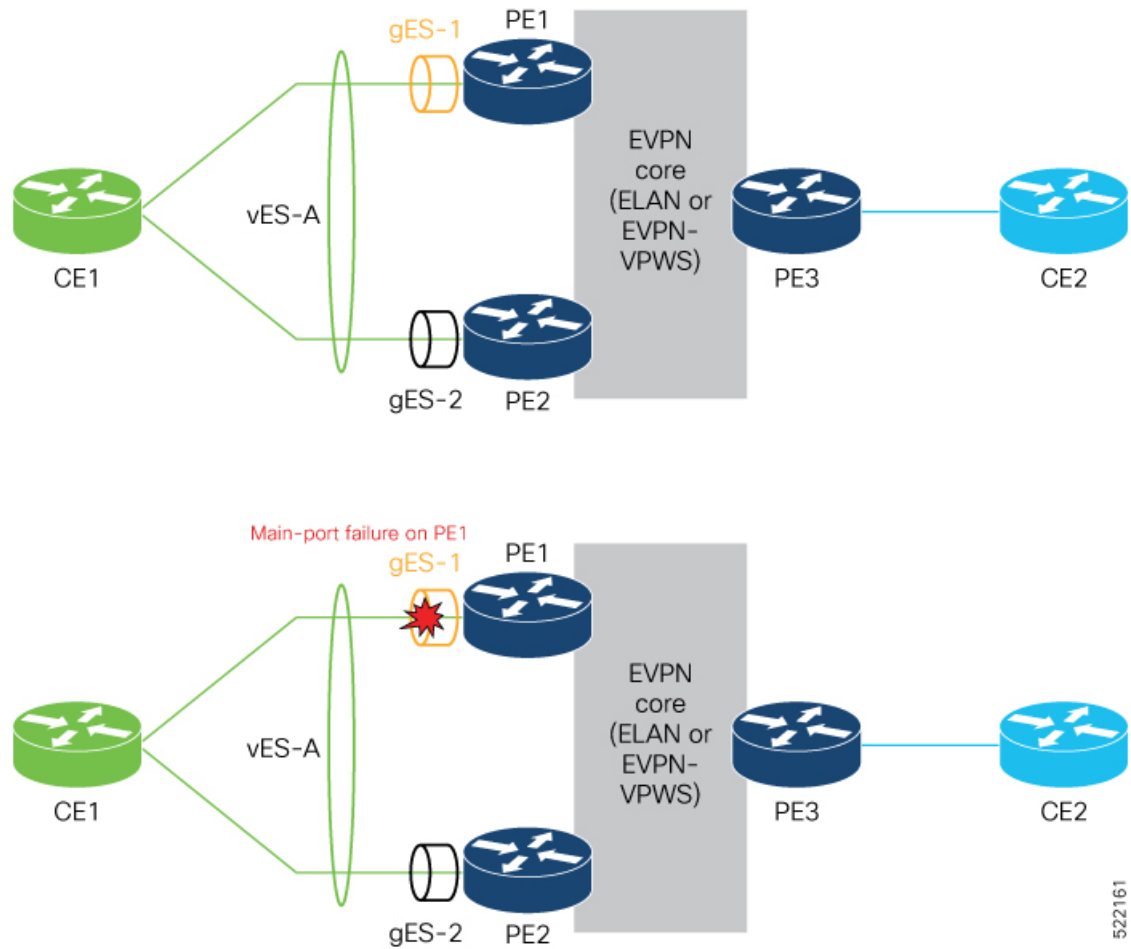 PE1
gES-1
EVPN
core
(ELAN or
EVPN-
VPWS)
vES-A
CE1
PE3
CE2
gES-2
PE2
Main-port failure on PE1
PE1
gES-1
EVPN
core
(ELAN or
EVPN-
VPWS)
vES-A
CE1
PE3
CE2
gES-2
PE2
522161